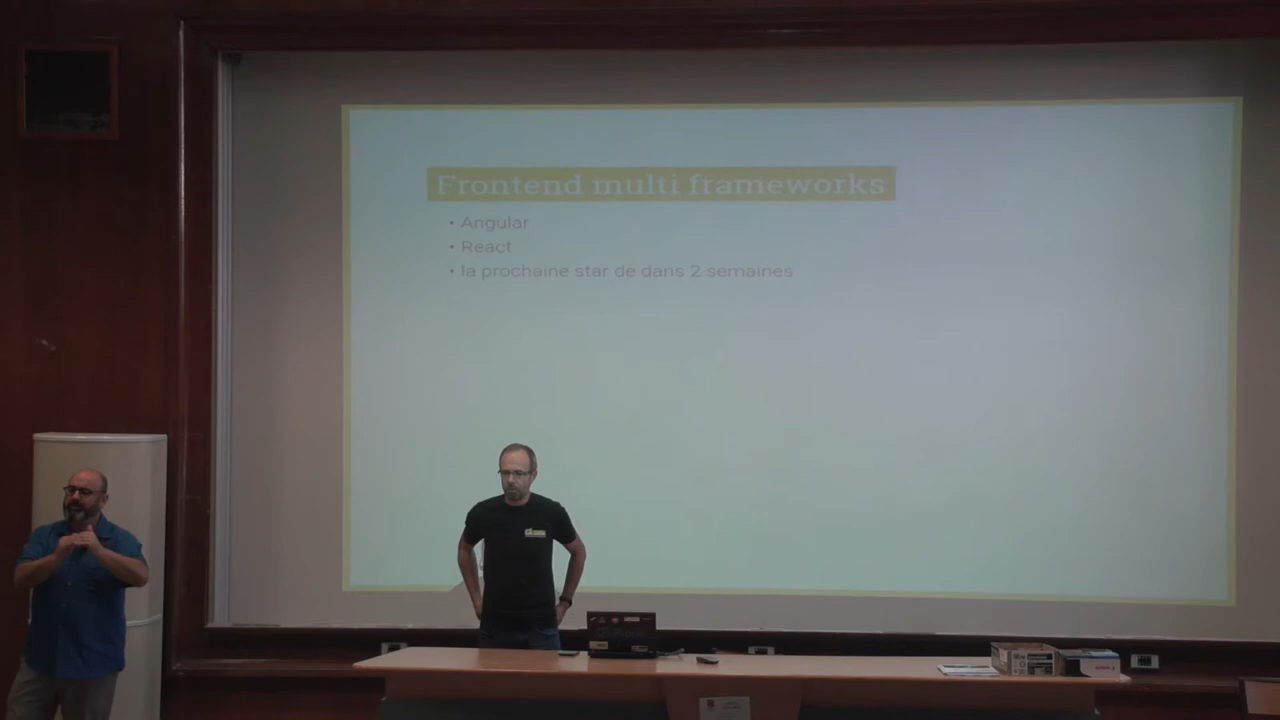 Frontend multi frameworks
• Angular
• React
• la prochaine star de dans 2 semaines